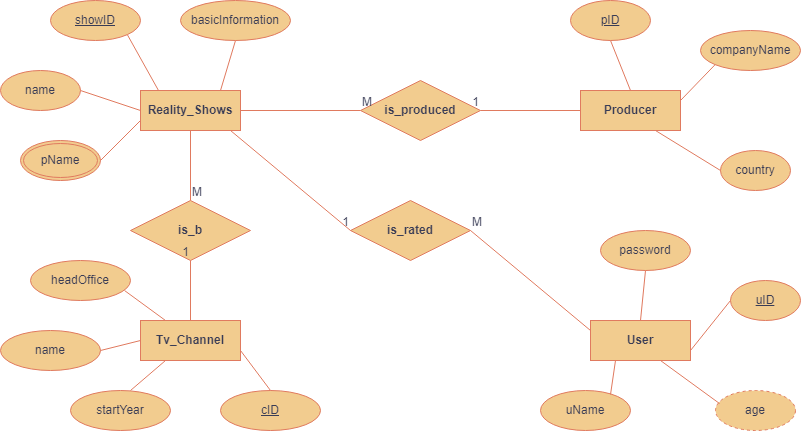 showID
basicInformation
pID
companyName
name
Reality_Shows
M
is_produced
1
Producer
pName
country
M
is_b
1
1
is_rated
M
password
headOffice
uID
name
Tv_Channel
User
startYear
cID
uName
age